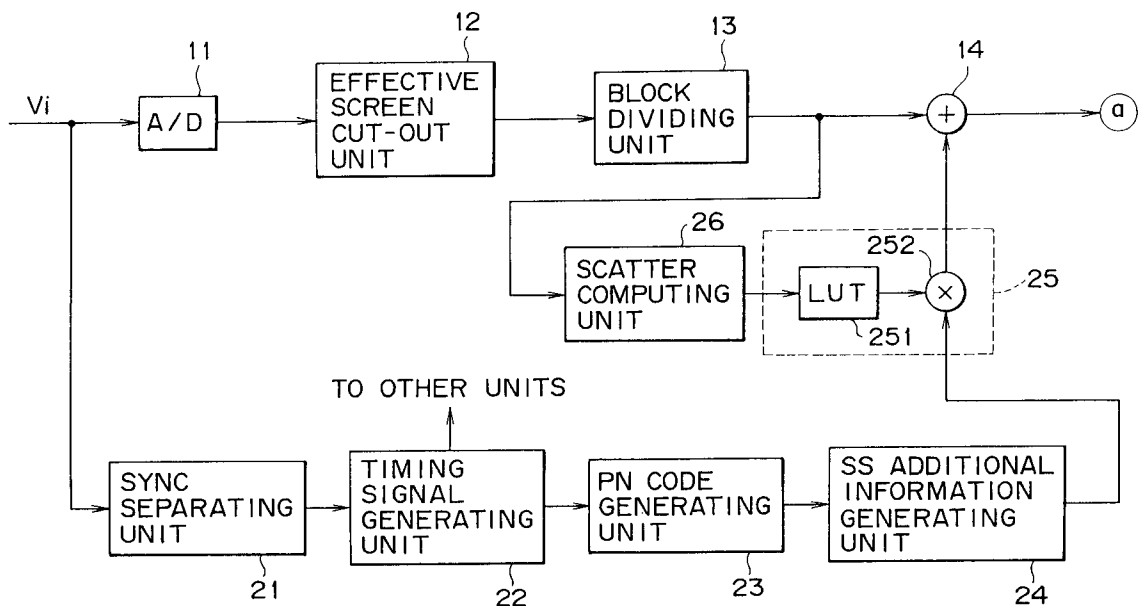 12
13
14
11
EFFECTIVE
SCREEN
CUT-OUT
UNIT
BLOCK
DIVIDING
UNIT
Vi
A/D
+
a
26
SCATTER
COMPUTING
UNIT
252
LUT
×
25
251
TO OTHER UNITS
SYNC
SEPARATING
UNIT
TIMING
SIGNAL
GENERATING
UNIT
PN CODE
GENERATING
UNIT
SS ADDITIONAL
INFORMATION
GENERATING
UNIT
21
22
23
24